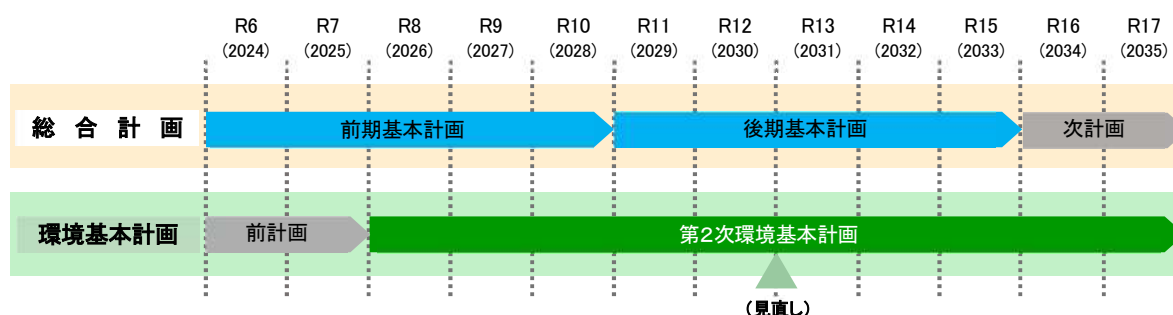 R6 R7 R8 R9 R10 R11 R12 R13 R14 R15 R16 R17
(2024) (2025) (2026) (2027) (2028) (2029) (2030) (2031) (2032) (2033) (2034) (2035)
総合計画 前期基本計画 後期基本計画 次計画
環境基本計画 前計画 第2次環境基本計画
(見直し)